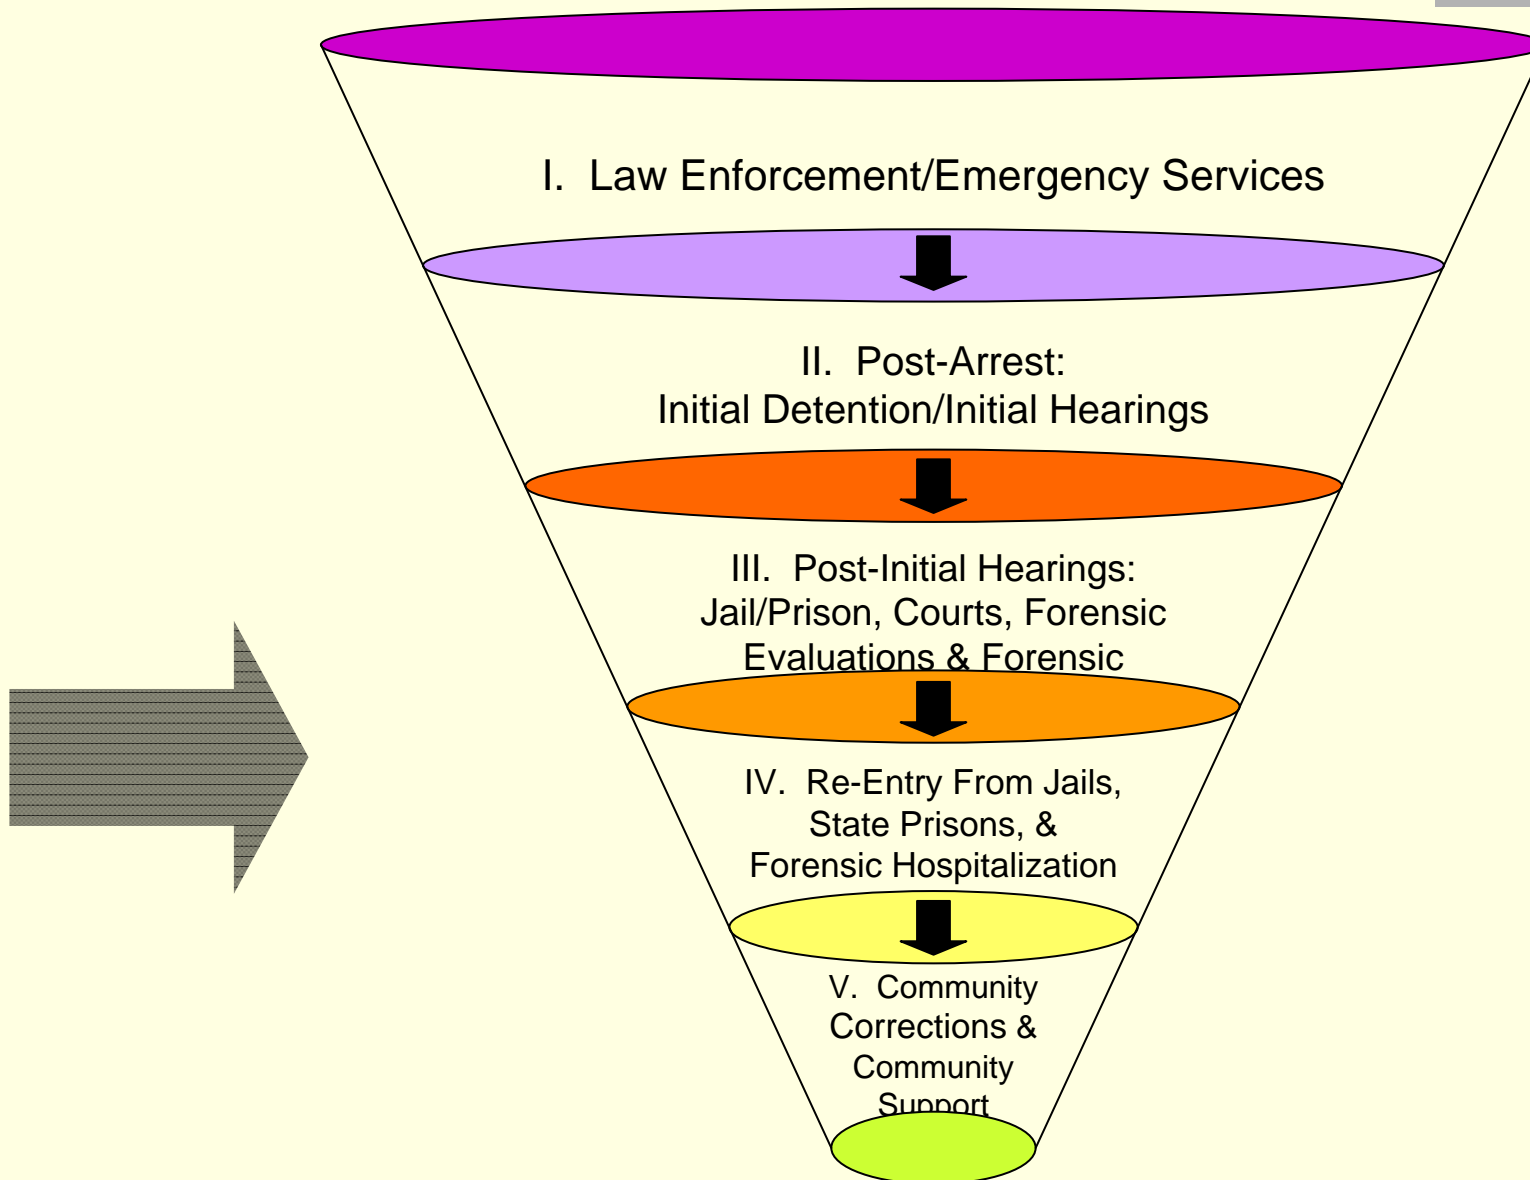 I. Law Enforcement/Emergency Services
II. Post-Arrest:
Initial Detention/Initial Hearings
III. Post-Initial Hearings:
Jail/Prison, Courts, Forensic
Evaluations & Forensic
IV. Re-Entry From Jails,
State Prisons, &
Forensic Hospitalization
V. Community
Corrections &
Community
Support